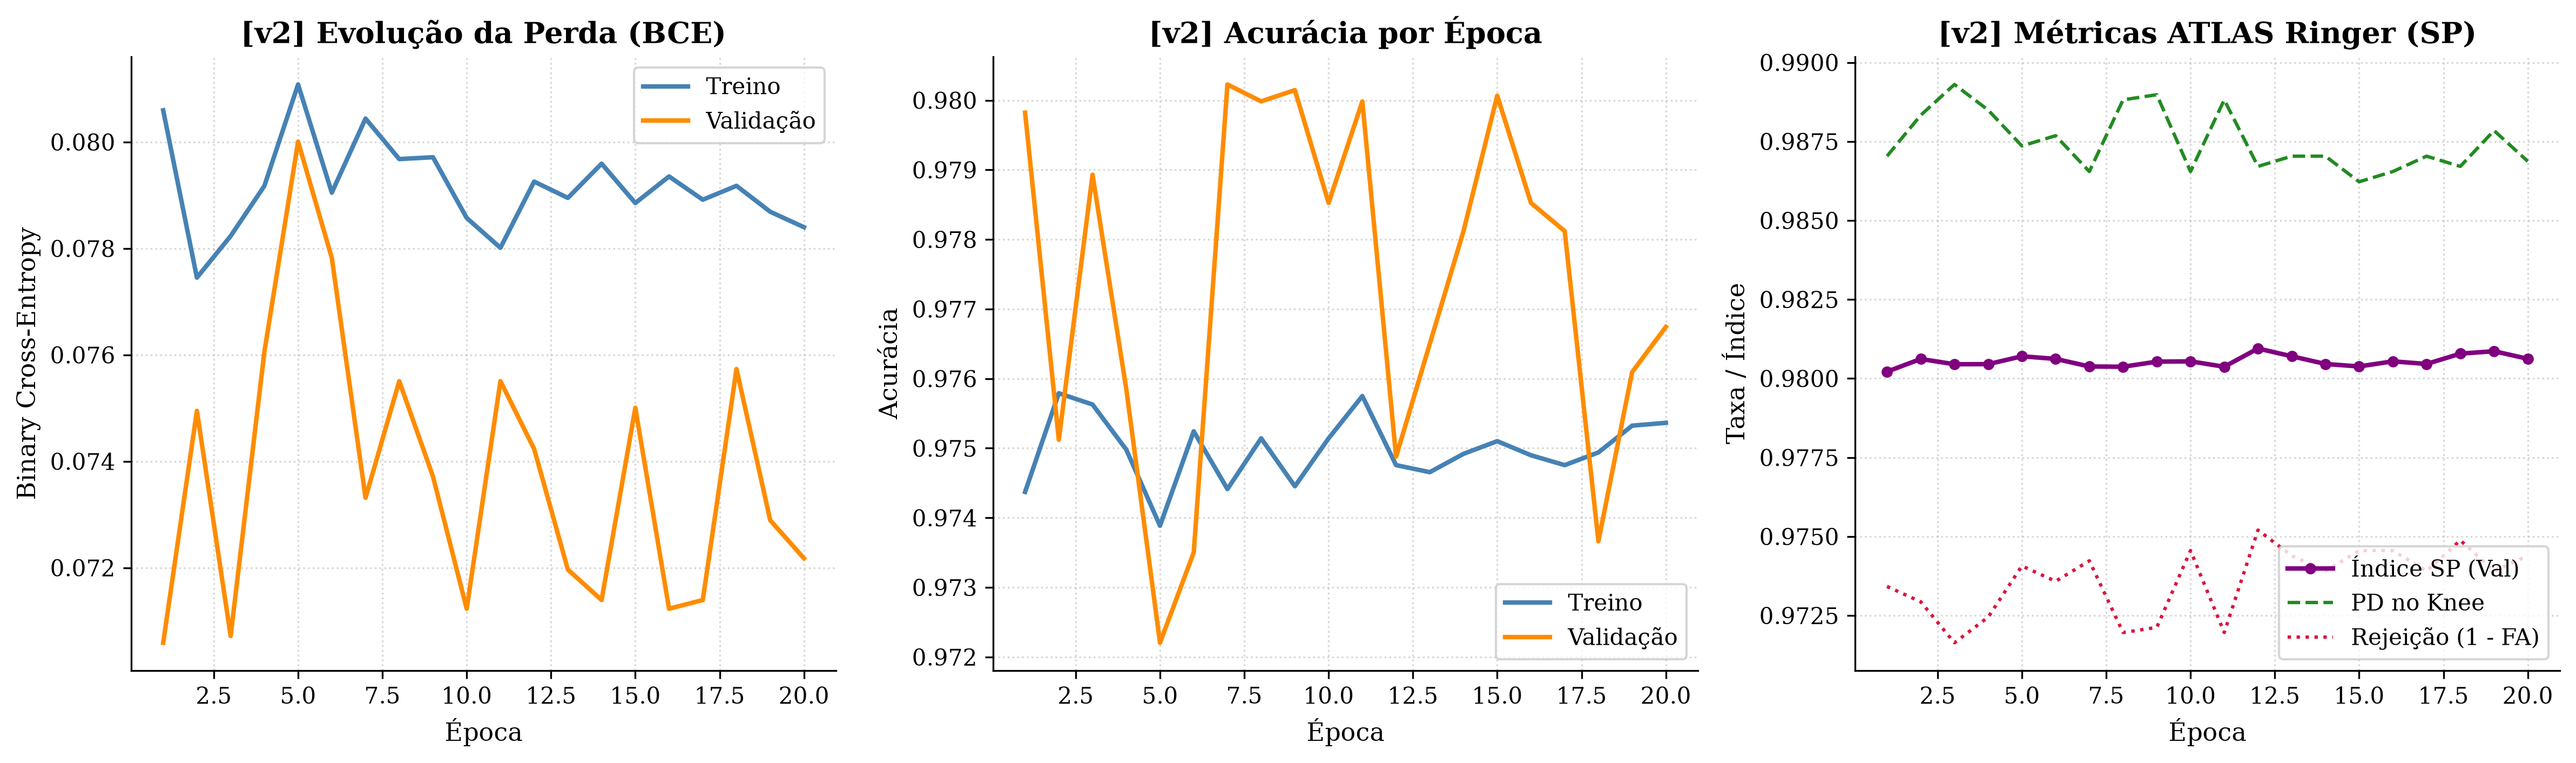 [v2] Evolução da Perda (BCE)
Treino
Validação
0.080
0.078
0.076
0.074
0.072
Binary Cross-Entropy
2.5 5.0 7.5 10.0 12.5 15.0 17.5 20.0
Época
[v2] Acurácia por Época
0.980
0.979
0.978
0.977
0.976
0.975
0.974
0.973
0.972
Acurácia
Treino
Validação
2.5 5.0 7.5 10.0 12.5 15.0 17.5 20.0
Época
[v2] Métricas ATLAS Ringer (SP)
0.9900
0.9875
0.9850
0.9825
0.9800
0.9775
0.9750
0.9725
Taxa / Índice
Índice SP (Val)
PD no Knee
Rejeição (1 - FA)
2.5 5.0 7.5 10.0 12.5 15.0 17.5 20.0
Época